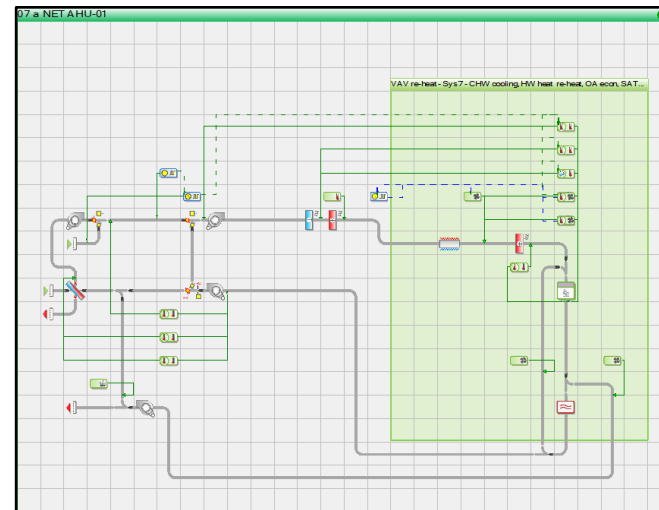 07 a NET AHU-01
VAV re-heat - Sys7 - CHW cooling, HW heat re-heat, OA econ, SAT...